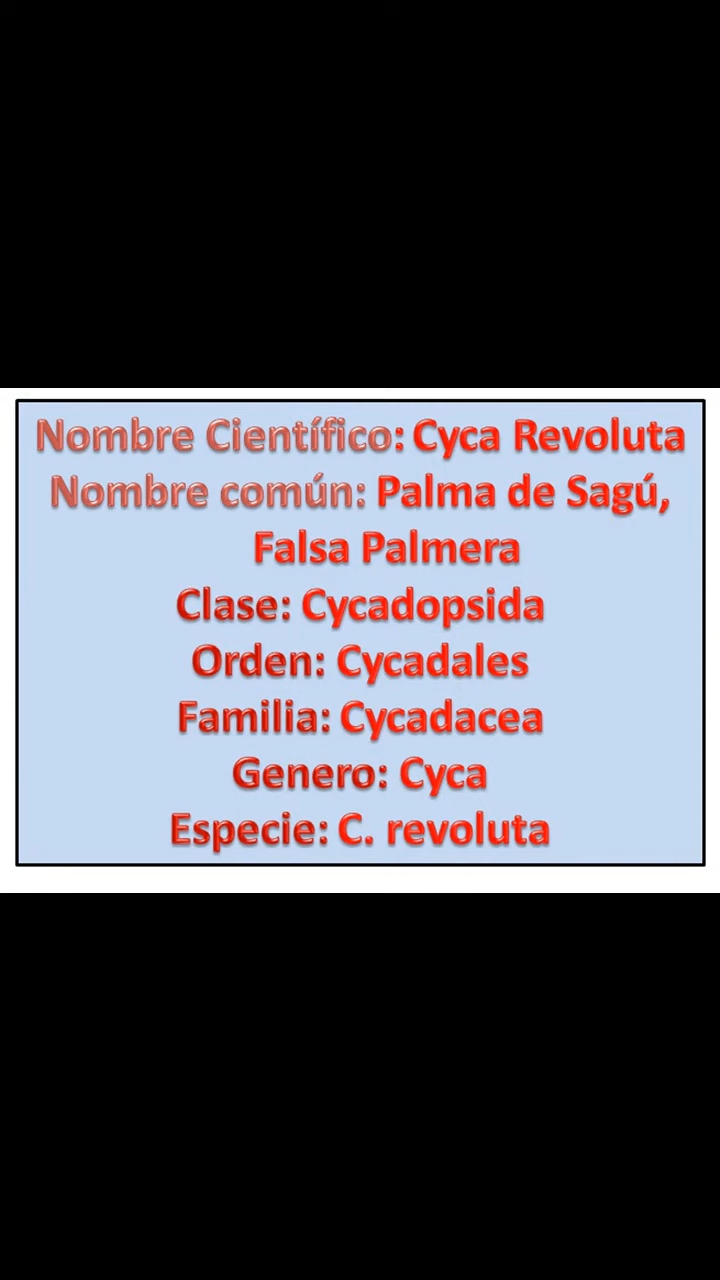 Nombre Científico: Cyca Revoluta
Nombre común: Palma de Sagú,
Falsa Palmera
Clase: Cycadopsida
Orden: Cycadales
Familia: Cycadacea
Genero: Cyca
Especie: C. revoluta